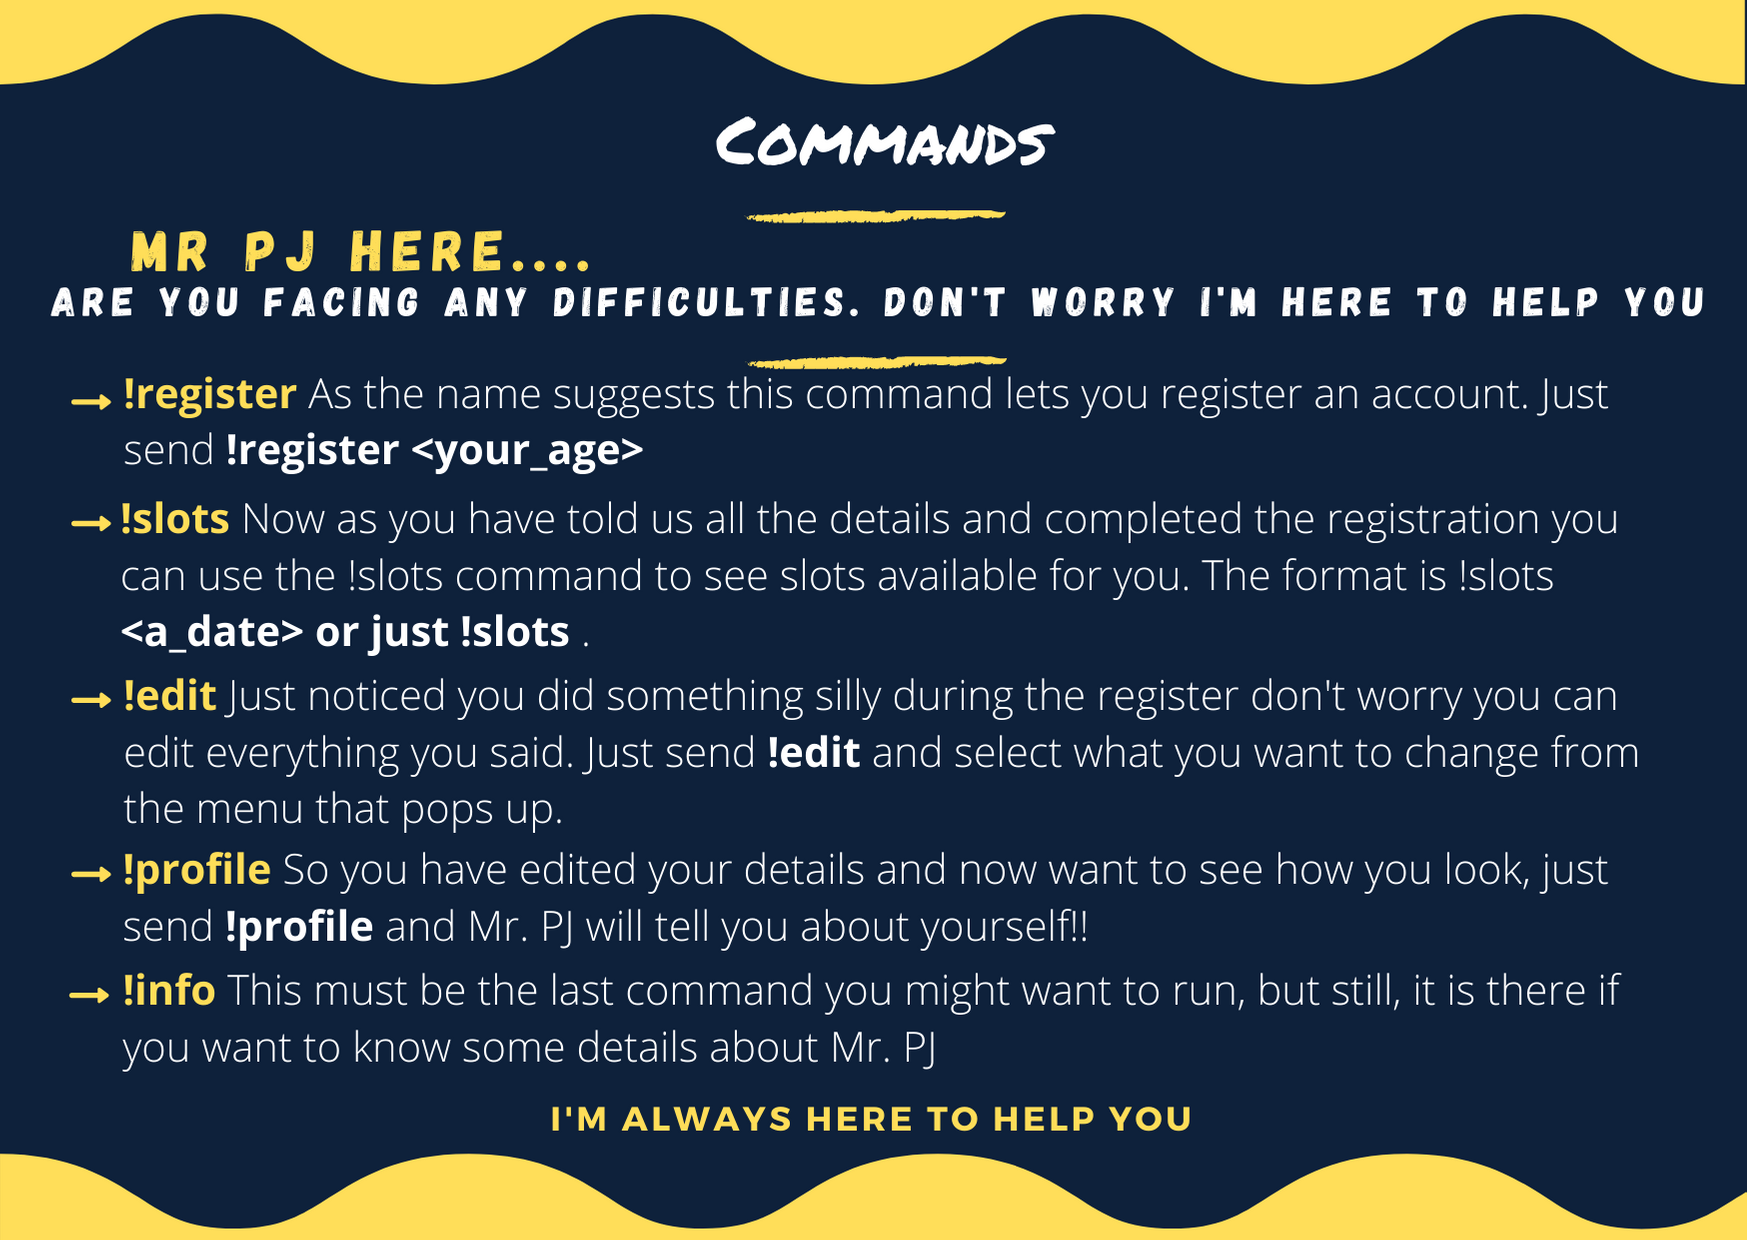 COMMANDS
MR PJ HERE....
ARE YOU FACING ANY DIFFICULTIES. DON'T WORRY I'M HERE TO HELP YOU
!register As the name suggests this command lets you register an account. Just
send !register <your_age>
!slots Now as you have told us all the details and completed the registration you
can use the !slots command to see slots available for you. The format is !slots
<a_date> or just !slots .
!edit Just noticed you did something silly during the register don't worry you can
edit everything you said. Just send !edit and select what you want to change from
the menu that pops up.
!profile So you have edited your details and now want to see how you look, just
send !profile and Mr. PJ will tell you about yourself!!
!info This must be the last command you might want to run, but still, it is there if
you want to know some details about Mr. PJ
I'M ALWAYS HERE TO HELP YOU